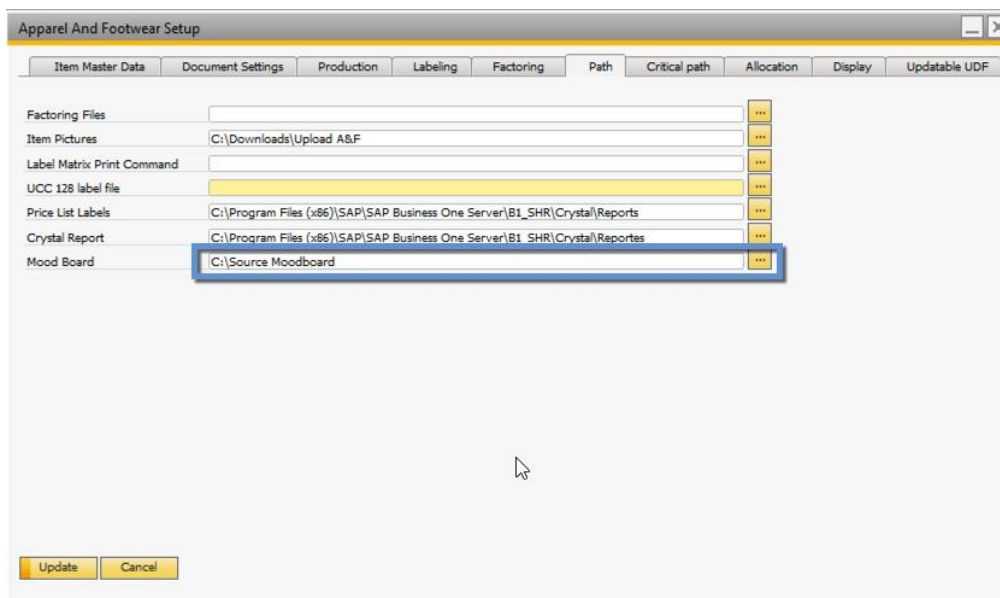 Apparel And Footwear Setup
Item Master Data Document Settings Production Labeling Factoring Path Critical path Allocation Display Updatable UDF
Factoring Files ...
Item Pictures C:\Downloads\Upload A&F ...
Label Matrix Print Command ...
UCC 128 label file ...
Price List Labels C:\Program Files (x86)\SAP\SAP Business One Server\B1_SHR\Crystal\Reports ...
Crystal Report C:\Program Files (x86)\SAP\SAP Business One Server\B1_SHR\Crystal\Reportes ...
Mood Board C:\Source Moodboard ...
Update Cancel